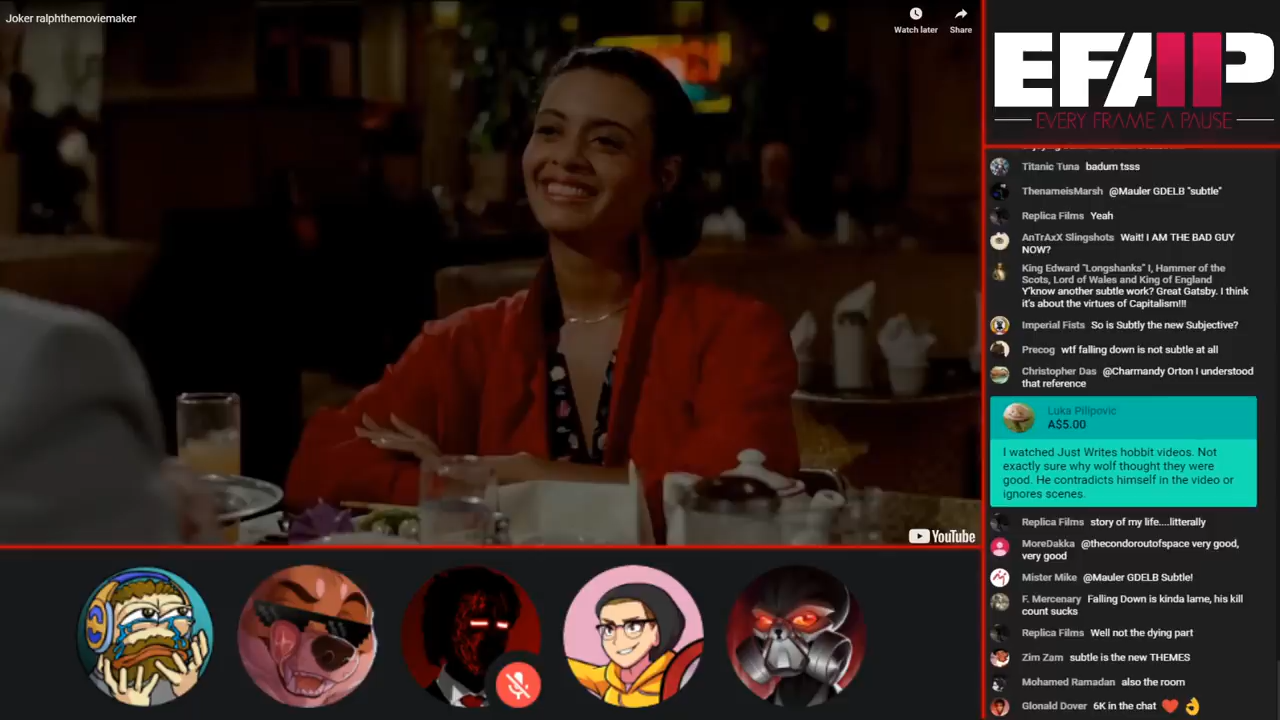 Joker ralphthemoviemaker
Watch later
Share
YouTube
EFAP
EVERY FRAME A PAUSE
Titanic Tuna badum tsss
ThenameisMarsh @Mauler GDELB "subtle"
Replica Films Yeah
AnTrAxX Slingshots Wait! I AM THE BAD GUY
NOW?
King Edward "Longshanks" I, Hammer of the
Scots, Lord of Wales and King of England
Y'know another subtle work? Great Gatsby. I think
it's about the virtues of Capitalism!!!
Imperial Fists So is Subtly the new Subjective?
Precog wtf falling down is not subtle at all
Christopher Das @Charmandy Orton I understood
that reference
Luka Pilipovic
A$5.00
I watched Just Writes hobbit videos. Not
exactly sure why wolf thought they were
good. He contradicts himself in the video or
ignores scenes.
Replica Films story of my life....litterally
MoreDakka @thecondoroutofspace very good,
very good
Mister Mike @Mauler GDELB Subtle!
F. Mercenary Falling Down is kinda lame, his kill
count sucks
Replica Films Well not the dying part
Zim Zam subtle is the new THEMES
Mohamed Ramadan also the room
Glonald Dover 6K in the chat ❤️ 👌